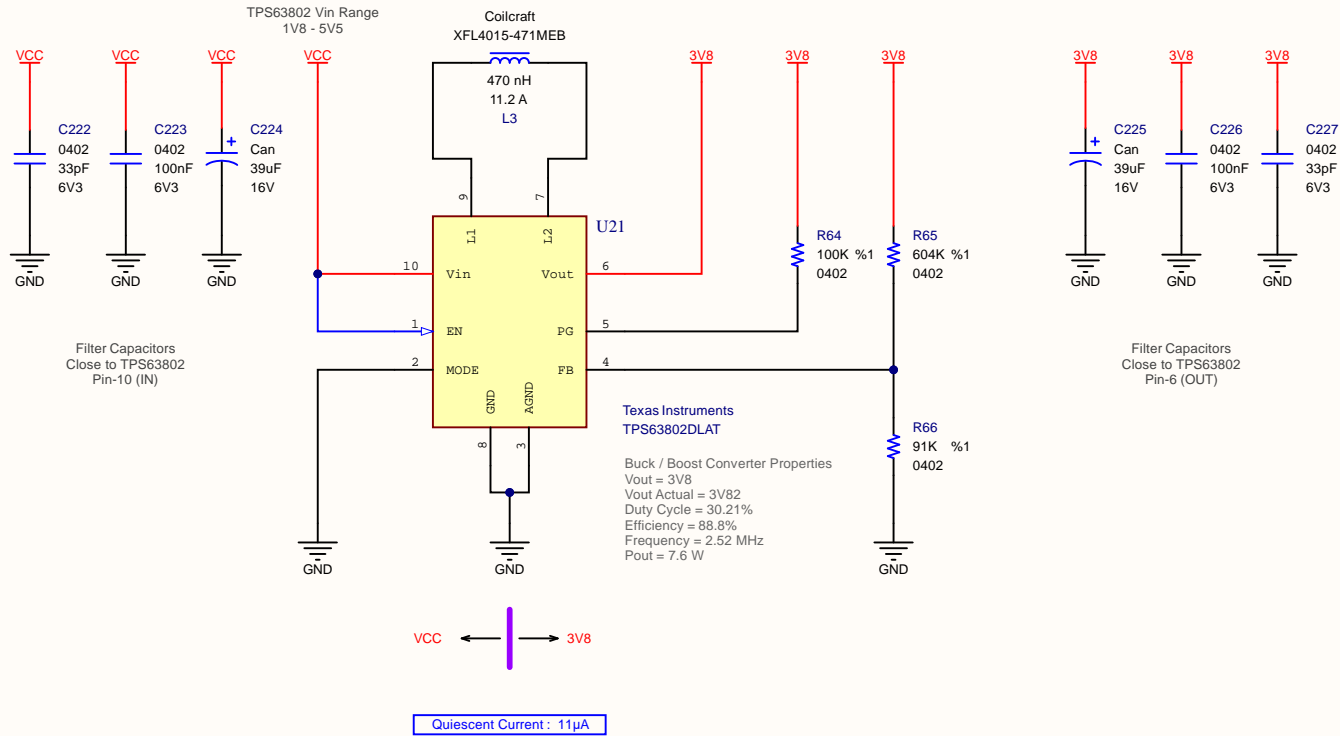 TPS63802 Vin Range
1V8 - 5V5
Coilcraft
XFL4015-471MEB
470 nH
11.2 A
L3
VCC
VCC
VCC
VCC
3V8
3V8
3V8
3V8
3V8
3V8
C222
0402
33pF
6V3
GND
C223
0402
100nF
6V3
GND
+
C224
Can
39uF
16V
GND
Filter Capacitors
Close to TPS63802
Pin-10 (IN)
9
7
L1
L2
U21
10
Vin
Vout
6
1
EN
PG
5
2
MODE
FB
4
GND
AGND
8
3
GND
GND
R64
100K %1
0402
R65
604K %1
0402
R66
91K %1
0402
GND
Texas Instruments
TPS63802DLAT
Buck / Boost Converter Properties
Vout = 3V8
Vout Actual = 3V82
Duty Cycle = 30.21%
Efficiency = 88.8%
Frequency = 2.52 MHz
Pout = 7.6 W
+
C225
Can
39uF
16V
GND
C226
0402
100nF
6V3
GND
C227
0402
33pF
6V3
GND
Filter Capacitors
Close to TPS63802
Pin-6 (OUT)
VCC
3V8
Quiescent Current : 11µA